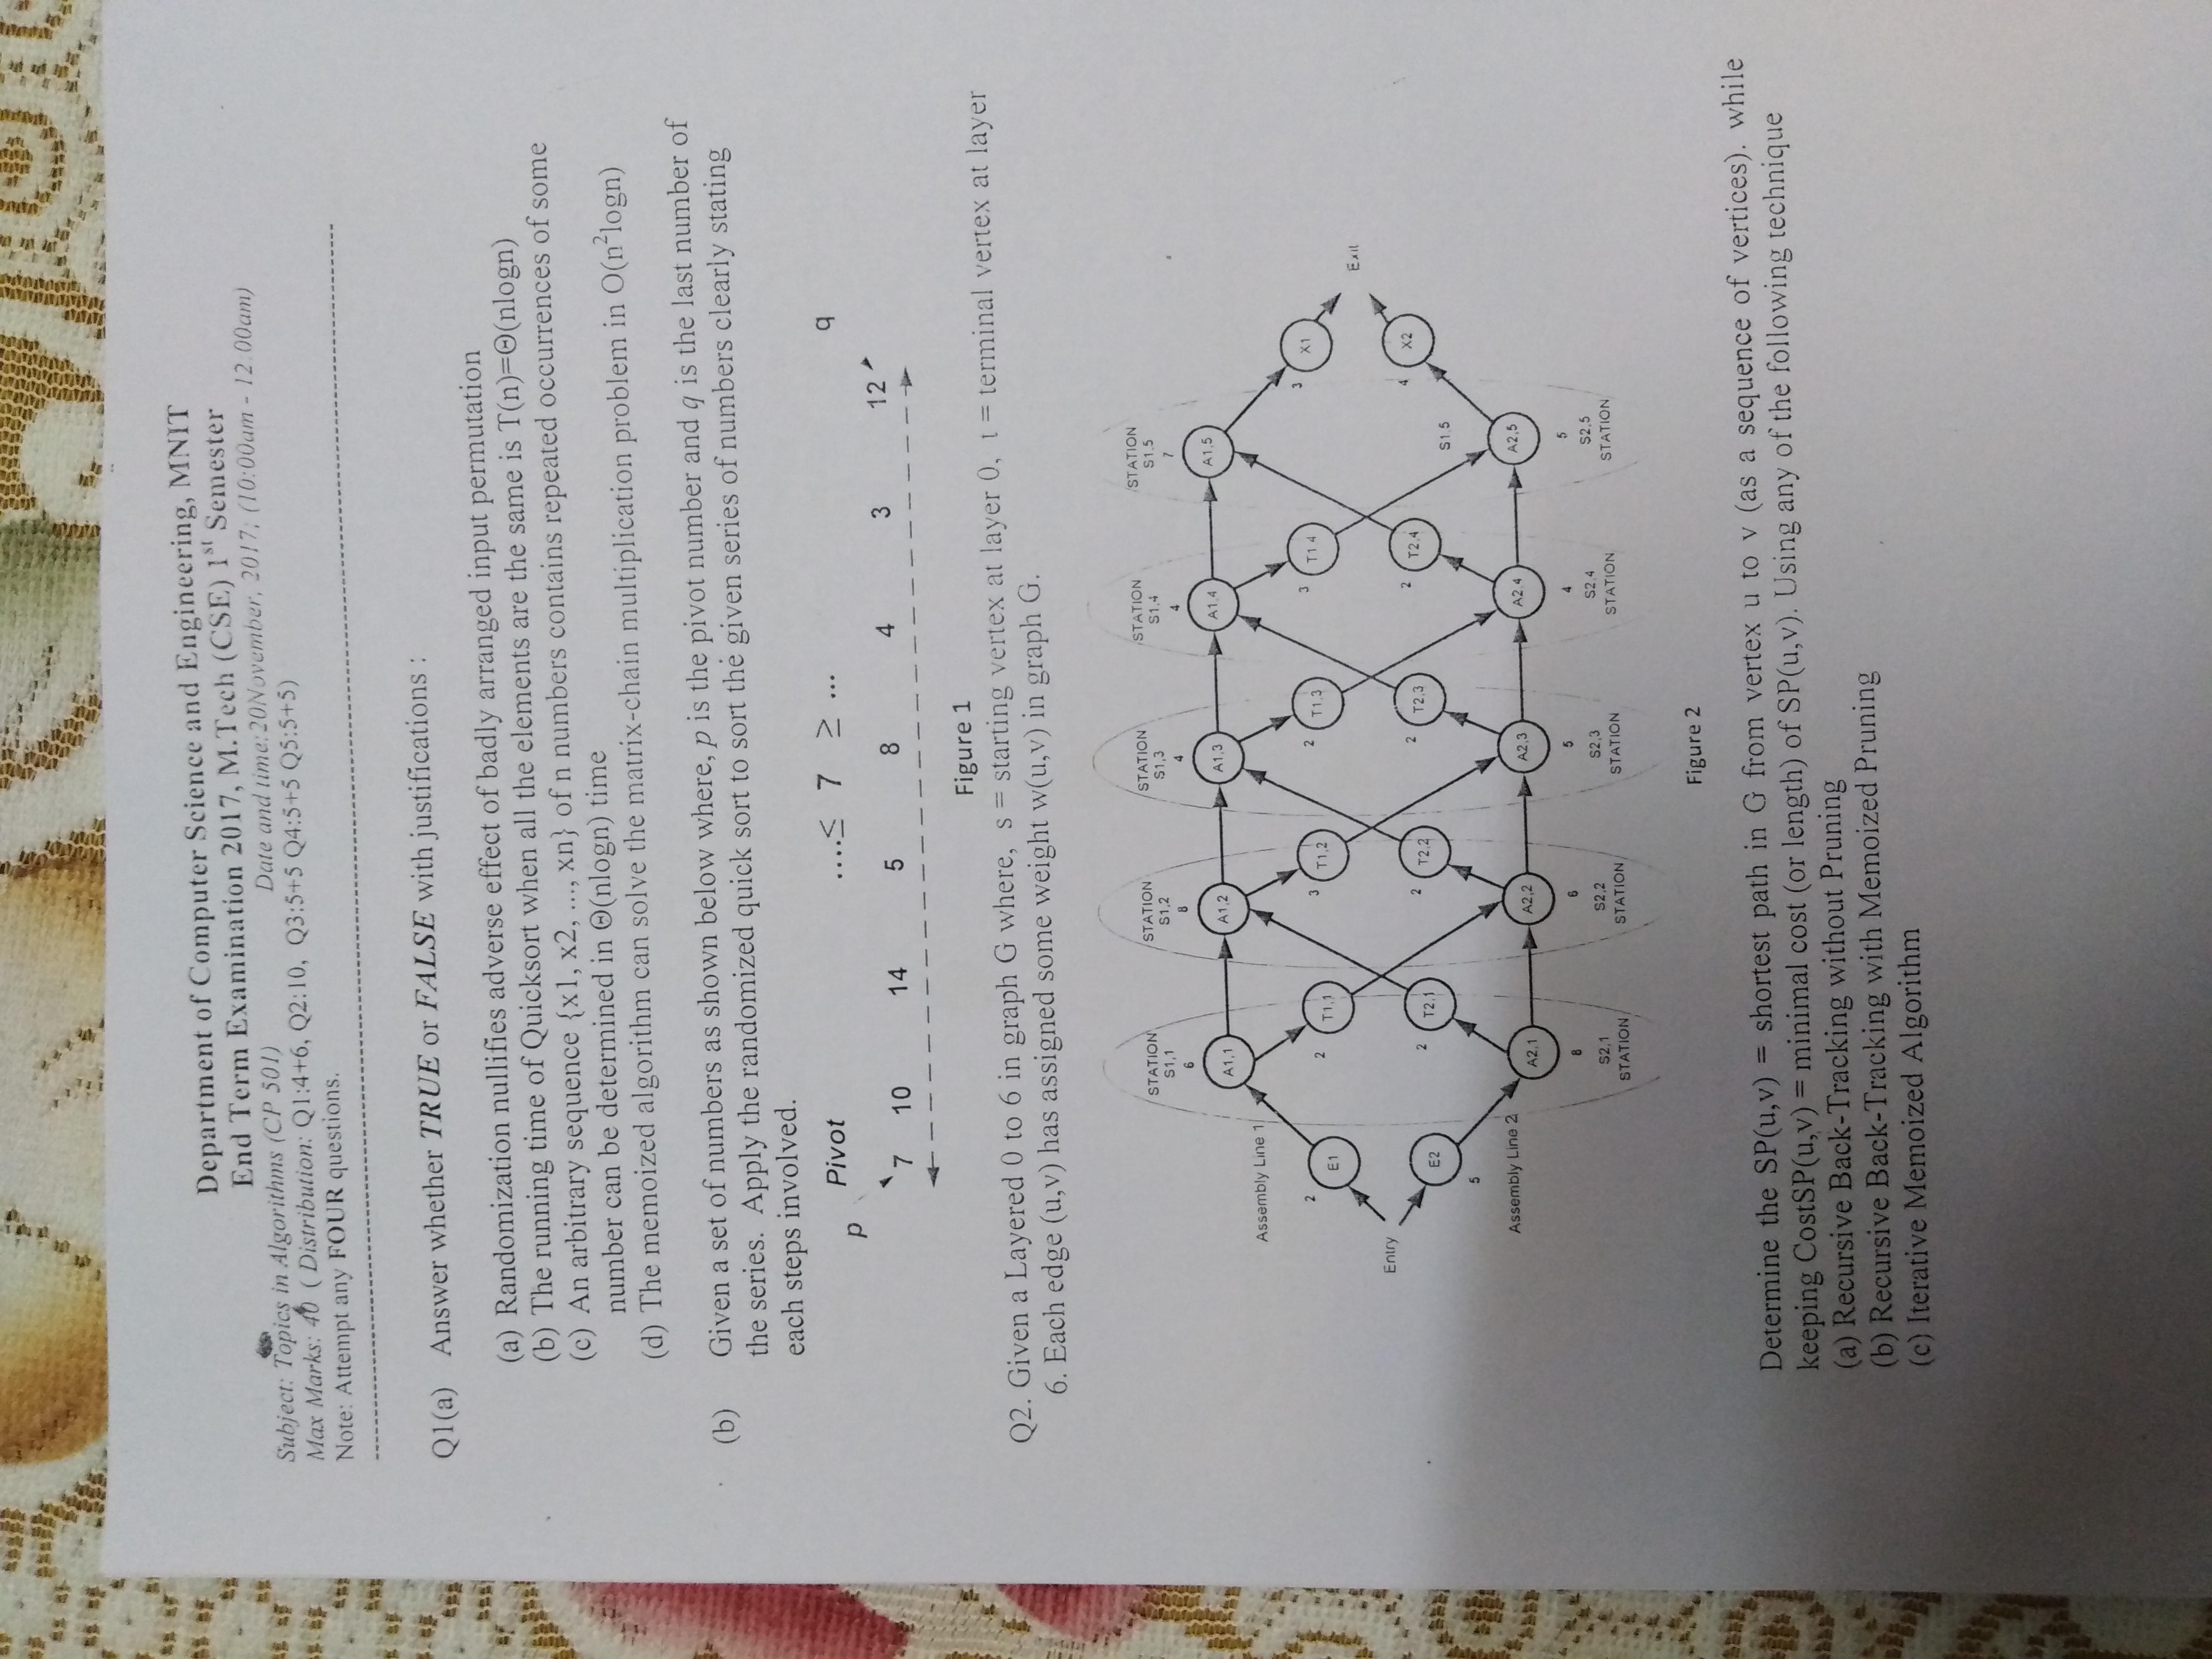 Department of Computer Science and Engineering, MNIT
End Term Examination 2017, M.Tech (CSE) 1st Semester
Subject: Topics in Algorithms (CP 501) Date and time:20November, 2017; (10:00am - 12.00am)
Max Marks: 40 ( Distribution: Q1:4+6, Q2:10, Q3:5+5 Q4:5+5 Q5:5+5)
Note: Attempt any FOUR questions.
Q1(a) Answer whether TRUE or FALSE with justifications :
(a) Randomization nullifies adverse effect of badly arranged input permutation
(b) The running time of Quicksort when all the elements are the same is T(n)=Θ(nlogn)
(c) An arbitrary sequence {x1, x2, ..., xn} of n numbers contains repeated occurrences of some
number can be determined in Θ(nlogn) time
(d) The memoized algorithm can solve the matrix-chain multiplication problem in O(n²logn)
(b) Given a set of numbers as shown below where, p is the pivot number and q is the last number of
the series. Apply the randomized quick sort to sort the given series of numbers clearly stating
each steps involved.
p Pivot ....≤ 7 ≥ ... q
7 10 14 5 8 4 3 12
Figure 1
Q2. Given a Layered 0 to 6 in graph G where, s = starting vertex at layer 0, t = terminal vertex at layer
6. Each edge (u,v) has assigned some weight w(u,v) in graph G.
STATION STATION STATION STATION STATION
S1,1 S1,2 S1,3 S1,4 S1,5
6 8 4 4 7
A1,1 A1,2 A1,3 A1,4 A1,5
Assembly Line 1
2 2 3 2 3 3
E1 T1,1 T1,2 T1,3 T1,4 X1
Entry Exit
2 2 2 2 4
E2 T2,1 T2,2 T2,3 T2,4 X2
5 S1.5
Assembly Line 2
A2,1 A2,2 A2,3 A2,4 A2,5
8 6 5 4 5
S2,1 S2,2 S2,3 S2,4 S2,5
STATION STATION STATION STATION STATION
Figure 2
Determine the SP(u,v) = shortest path in G from vertex u to v (as a sequence of vertices). while
keeping CostSP(u,v) = minimal cost (or length) of SP(u,v). Using any of the following technique
(a) Recursive Back-Tracking without Pruning
(b) Recursive Back-Tracking with Memoized Pruning
(c) Iterative Memoized Algorithm